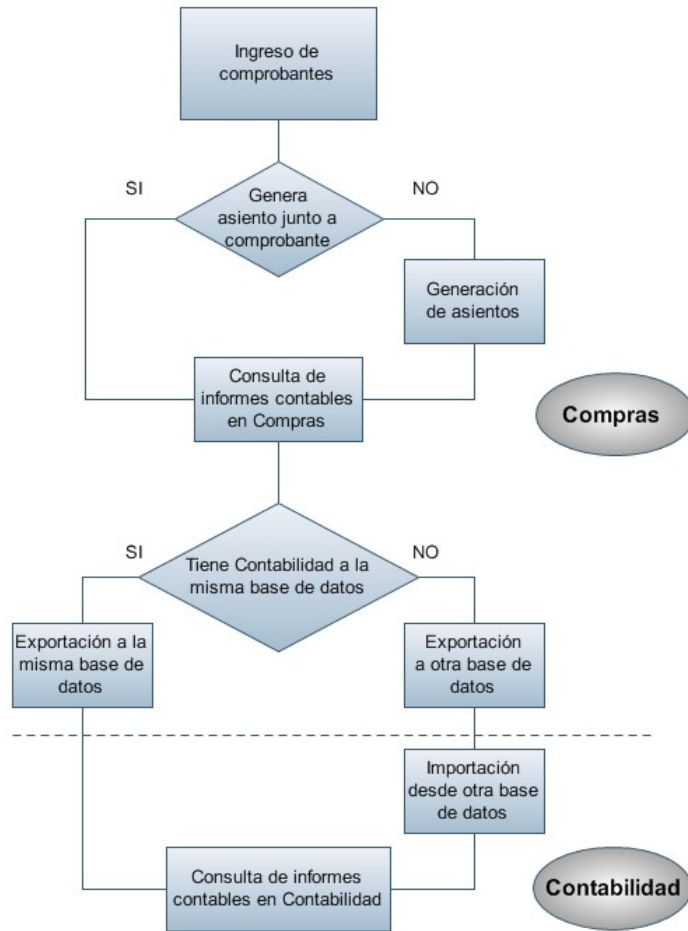 Ingreso de
comprobantes
SI
NO
Genera
asiento junto a
comprobante
Generación
de asientos
Consulta de
informes contables
en Compras
Compras
SI
NO
Tiene Contabilidad a la
misma base de datos
Exportación a la
misma base de
datos
Exportación
a otra base de
datos
Importación
desde otra base
de datos
Consulta de informes
contables en Contabilidad
Contabilidad